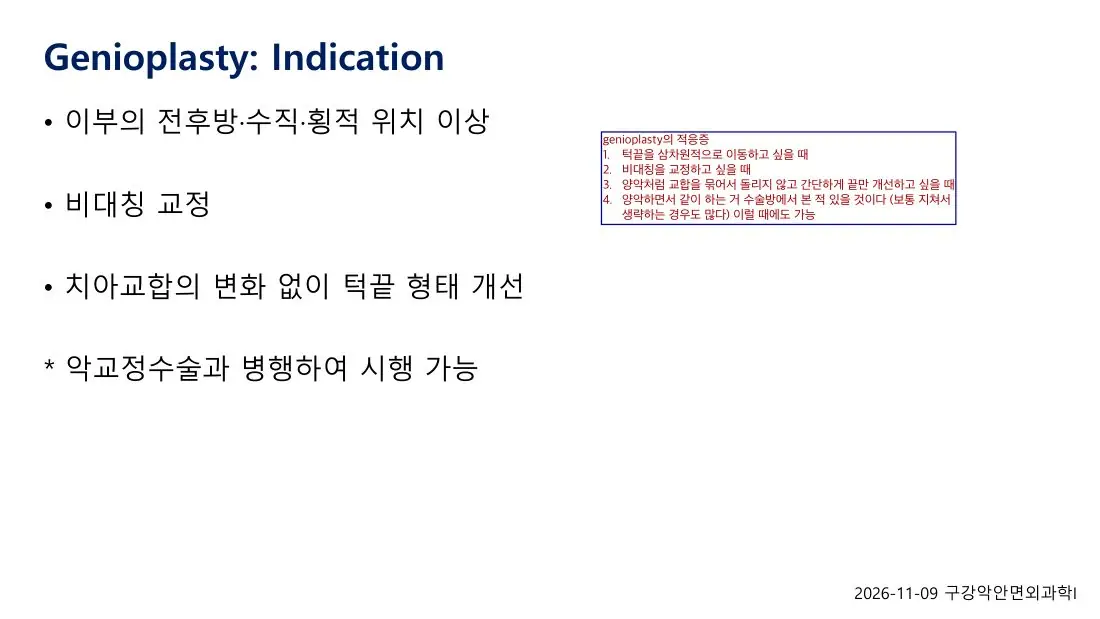 Genioplasty: Indication
• 이부의 전후방·수직·횡적 위치 이상
• 비대칭 교정
• 치아교합의 변화 없이 턱끝 형태 개선
* 악교정수술과 병행하여 시행 가능
genioplasty의 적응증
1. 턱끝을 삼차원적으로 이동하고 싶을 때
2. 비대칭을 교정하고 싶을 때
3. 양악처럼 교합을 묶어서 돌리지 않고 간단하게 끝만 개선하고 싶을 때
4. 양악하면서 같이 하는 거 수술방에서 본 적 있을 것이다 (보통 지쳐서
생략하는 경우도 많다) 이럴 때에도 가능
2026-11-09 구강악안면외과학I